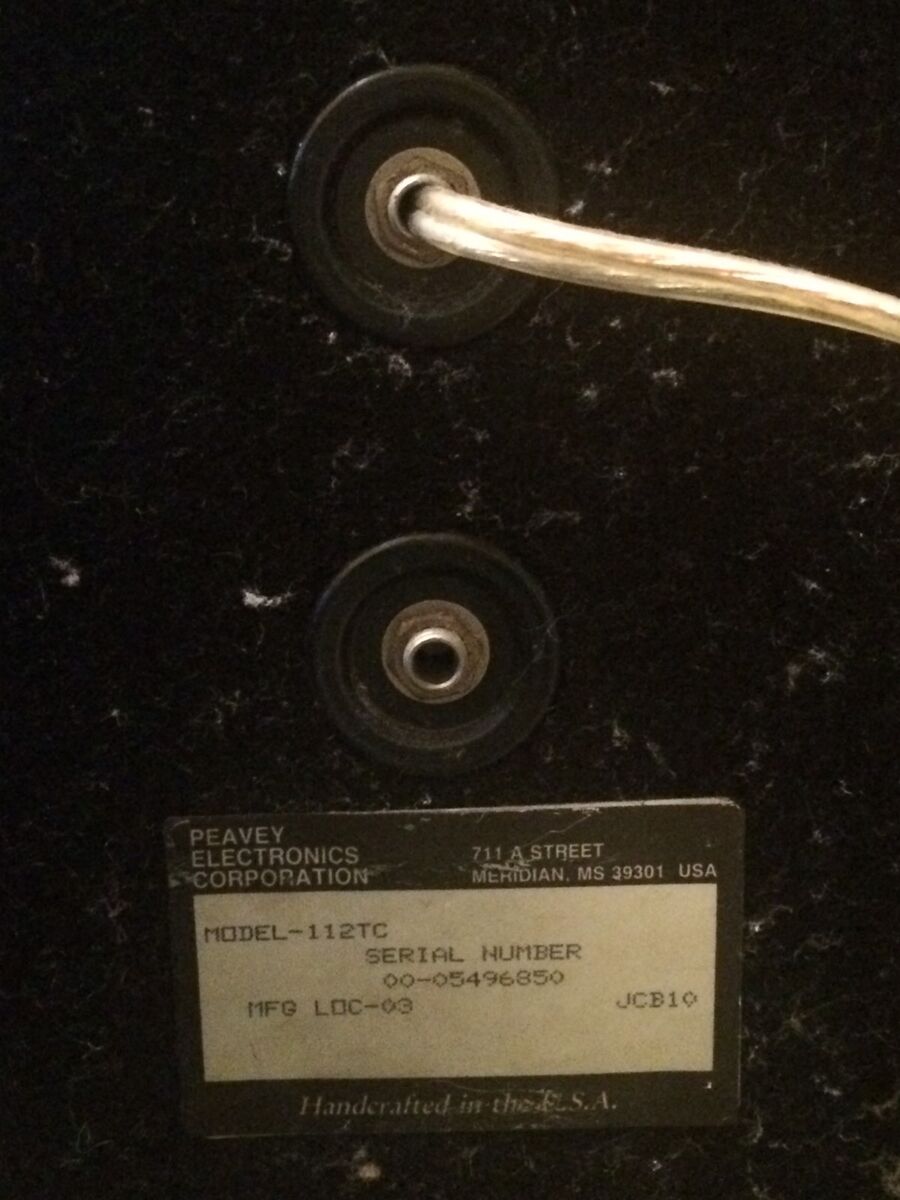 PEAVEY
ELECTRONICS
CORPORATION
711 A STREET
MERIDIAN, MS 39301 USA
MODEL-112TC
SERIAL NUMBER
00-05496850
MFG LOC-03 JCB10
Handcrafted in the U.S.A.